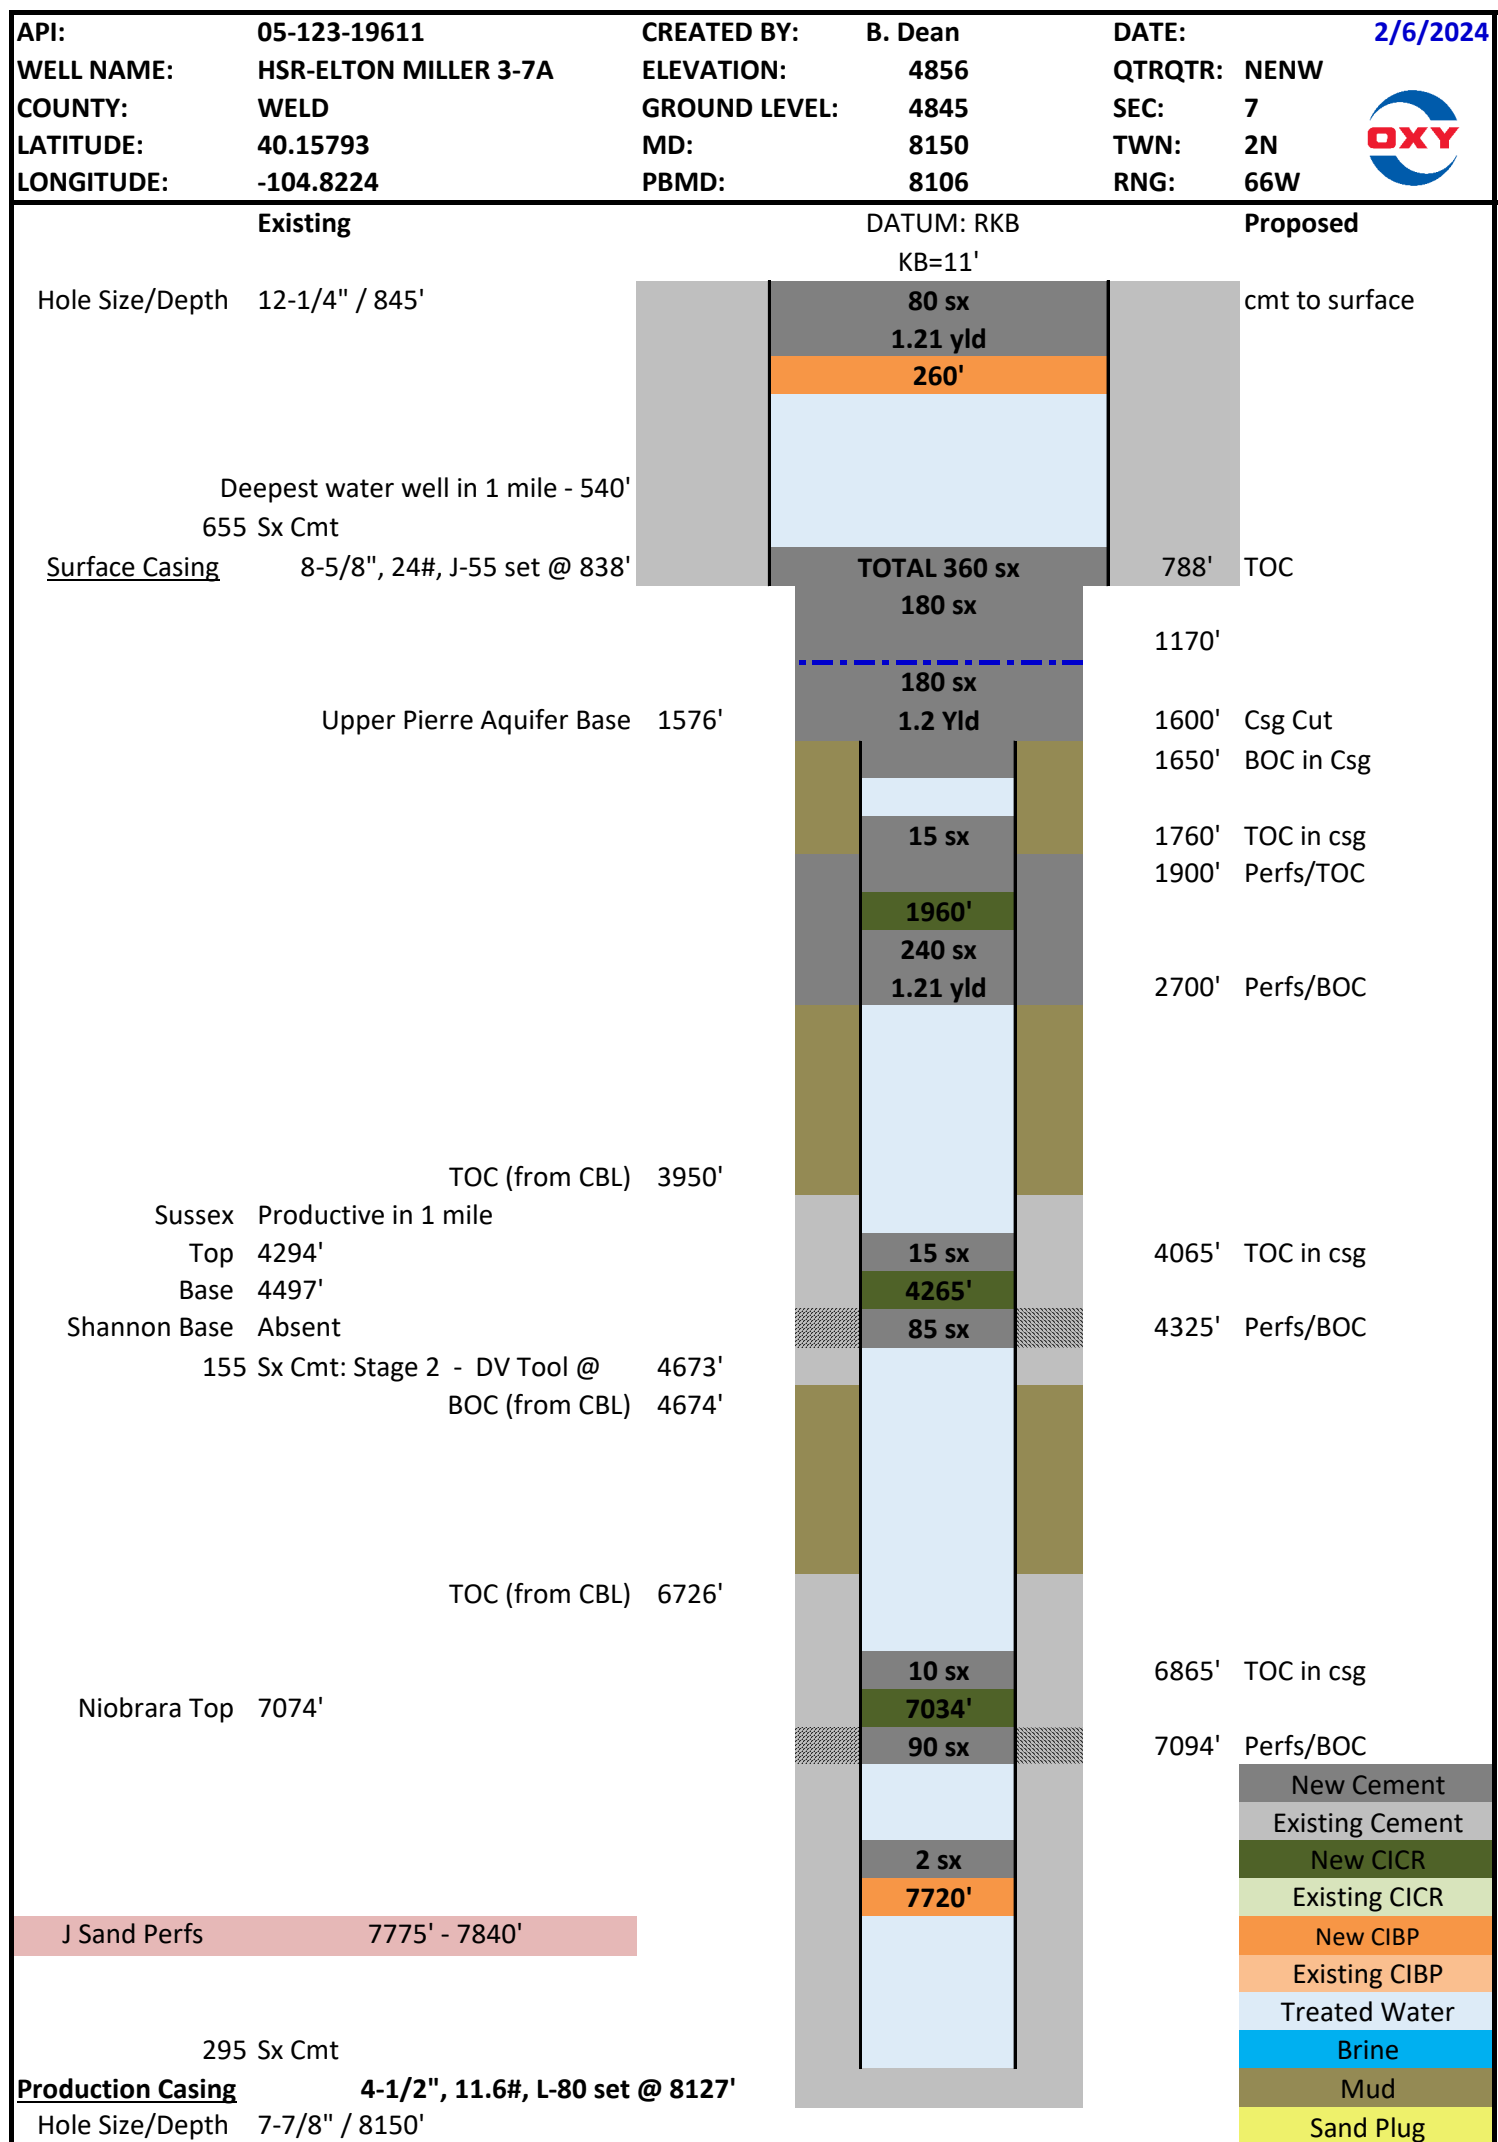 API: 05-123-19611 CREATED BY: B. Dean DATE: 2/6/2024
WELL NAME: HSR-ELTON MILLER 3-7A ELEVATION: 4856 QTRQTR: NENW
COUNTY: WELD GROUND LEVEL: 4845 SEC: 7
OXY
LATITUDE: 40.15793 MD: 8150 TWN: 2N
LONGITUDE: -104.8224 PBMD: 8106 RNG: 66W
Existing DATUM: RKB Proposed
KB=11'
Hole Size/Depth 12-1/4" / 845' 80 sx cmt to surface
1.21 yld
260'
Deepest water well in 1 mile - 540'
655 Sx Cmt
Surface Casing 8-5/8", 24#, J-55 set @ 838' TOTAL 360 sx 788' TOC
180 sx
1170'
180 sx
Upper Pierre Aquifer Base 1576' 1.2 Yld 1600' Csg Cut
1650' BOC in Csg
15 sx 1760' TOC in csg
1900' Perfs/TOC
1960'
240 sx
1.21 yld 2700' Perfs/BOC
TOC (from CBL) 3950'
Sussex Productive in 1 mile
Top 4294' 15 sx 4065' TOC in csg
Base 4497' 4265'
Shannon Base Absent 85 sx 4325' Perfs/BOC
155 Sx Cmt: Stage 2 - DV Tool @ 4673'
BOC (from CBL) 4674'
TOC (from CBL) 6726'
10 sx 6865' TOC in csg
Niobrara Top 7074' 7034'
90 sx 7094' Perfs/BOC
New Cement
Existing Cement
2 sx New CICR
7720' Existing CICR
J Sand Perfs 7775' - 7840' New CIBP
Existing CIBP
Treated Water
295 Sx Cmt Brine
Production Casing 4-1/2", 11.6#, L-80 set @ 8127' Mud
Hole Size/Depth 7-7/8" / 8150' Sand Plug